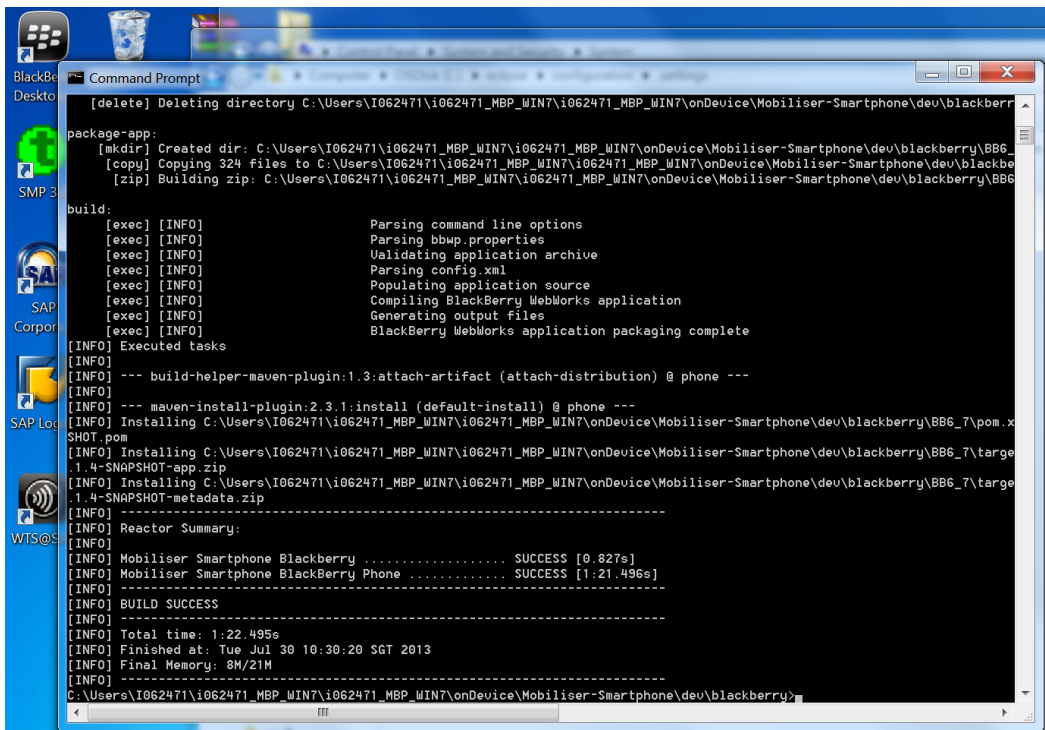 Control Panel ▸ System and Security ▸ System
Computer ▸ OSDisk (C:) ▸ eclipse ▸ configuration ▸ .settings
BlackBe
Deskto
SMP 3
SAP
Corpor
SAP Log
WTS@S
Command Prompt
[delete] Deleting directory C:\Users\I062471\i062471_MBP_WIN7\i062471_MBP_WIN7\onDevice\Mobiliser-Smartphone\dev\blackberr
package-app:
[mkdir] Created dir: C:\Users\I062471\i062471_MBP_WIN7\i062471_MBP_WIN7\onDevice\Mobiliser-Smartphone\dev\blackberry\BB6_
[copy] Copying 324 files to C:\Users\I062471\i062471_MBP_WIN7\i062471_MBP_WIN7\onDevice\Mobiliser-Smartphone\dev\blackbe
[zip] Building zip: C:\Users\I062471\i062471_MBP_WIN7\i062471_MBP_WIN7\onDevice\Mobiliser-Smartphone\dev\blackberry\BB6
build:
[exec] [INFO] Parsing command line options
[exec] [INFO] Parsing bbwp.properties
[exec] [INFO] Validating application archive
[exec] [INFO] Parsing config.xml
[exec] [INFO] Populating application source
[exec] [INFO] Compiling BlackBerry WebWorks application
[exec] [INFO] Generating output files
[exec] [INFO] BlackBerry WebWorks application packaging complete
[INFO] Executed tasks
[INFO]
[INFO] --- build-helper-maven-plugin:1.3:attach-artifact (attach-distribution) @ phone ---
[INFO]
[INFO] --- maven-install-plugin:2.3.1:install (default-install) @ phone ---
[INFO] Installing C:\Users\I062471\i062471_MBP_WIN7\i062471_MBP_WIN7\onDevice\Mobiliser-Smartphone\dev\blackberry\BB6_7\pom.x
SHOT.pom
[INFO] Installing C:\Users\I062471\i062471_MBP_WIN7\i062471_MBP_WIN7\onDevice\Mobiliser-Smartphone\dev\blackberry\BB6_7\targe
.1.4-SNAPSHOT-app.zip
[INFO] Installing C:\Users\I062471\i062471_MBP_WIN7\i062471_MBP_WIN7\onDevice\Mobiliser-Smartphone\dev\blackberry\BB6_7\targe
.1.4-SNAPSHOT-metadata.zip
[INFO] ------------------------------------------------------------------------
[INFO] Reactor Summary:
[INFO]
[INFO] Mobiliser Smartphone Blackberry ................... SUCCESS [0.827s]
[INFO] Mobiliser Smartphone BlackBerry Phone ............. SUCCESS [1:21.496s]
[INFO] ------------------------------------------------------------------------
[INFO] BUILD SUCCESS
[INFO] ------------------------------------------------------------------------
[INFO] Total time: 1:22.495s
[INFO] Finished at: Tue Jul 30 10:30:20 SGT 2013
[INFO] Final Memory: 8M/21M
[INFO] ------------------------------------------------------------------------
C:\Users\I062471\i062471_MBP_WIN7\i062471_MBP_WIN7\onDevice\Mobiliser-Smartphone\dev\blackberry>